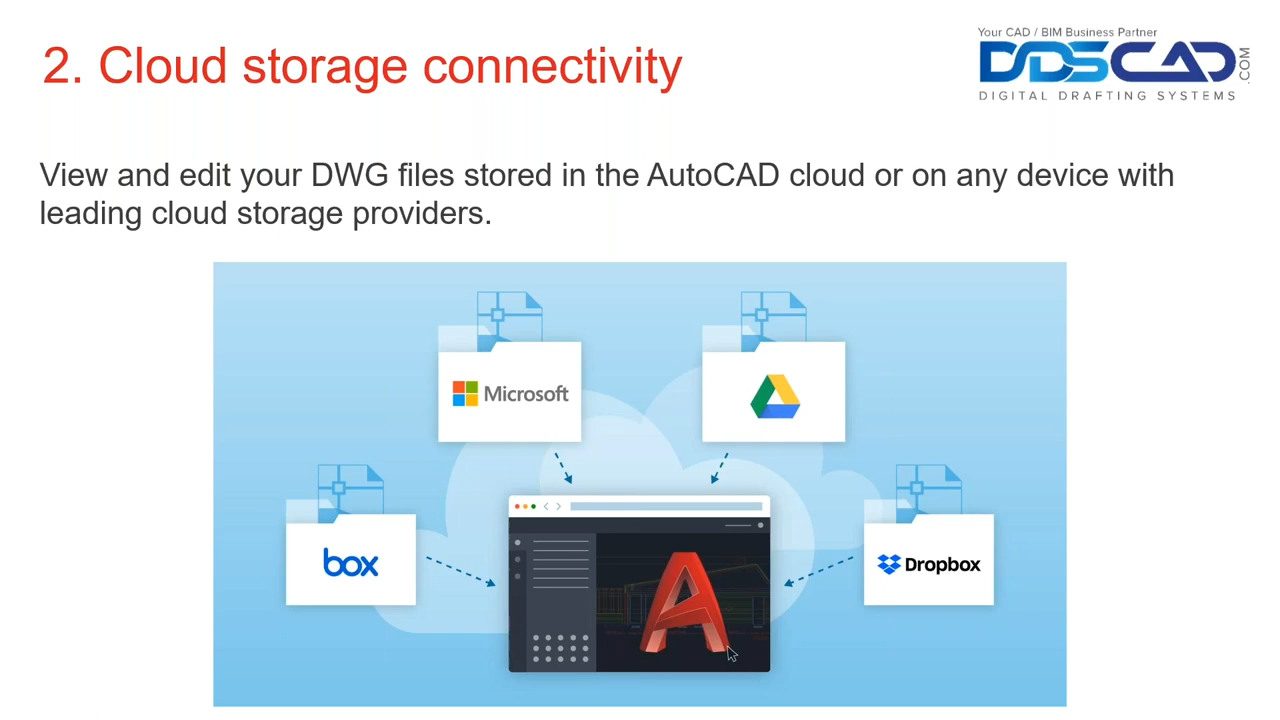 2. Cloud storage connectivity
Your CAD / BIM Business Partner
DDSCAD.COM
DIGITAL DRAFTING SYSTEMS
View and edit your DWG files stored in the AutoCAD cloud or on any device with
leading cloud storage providers.
Microsoft
box
Dropbox
A